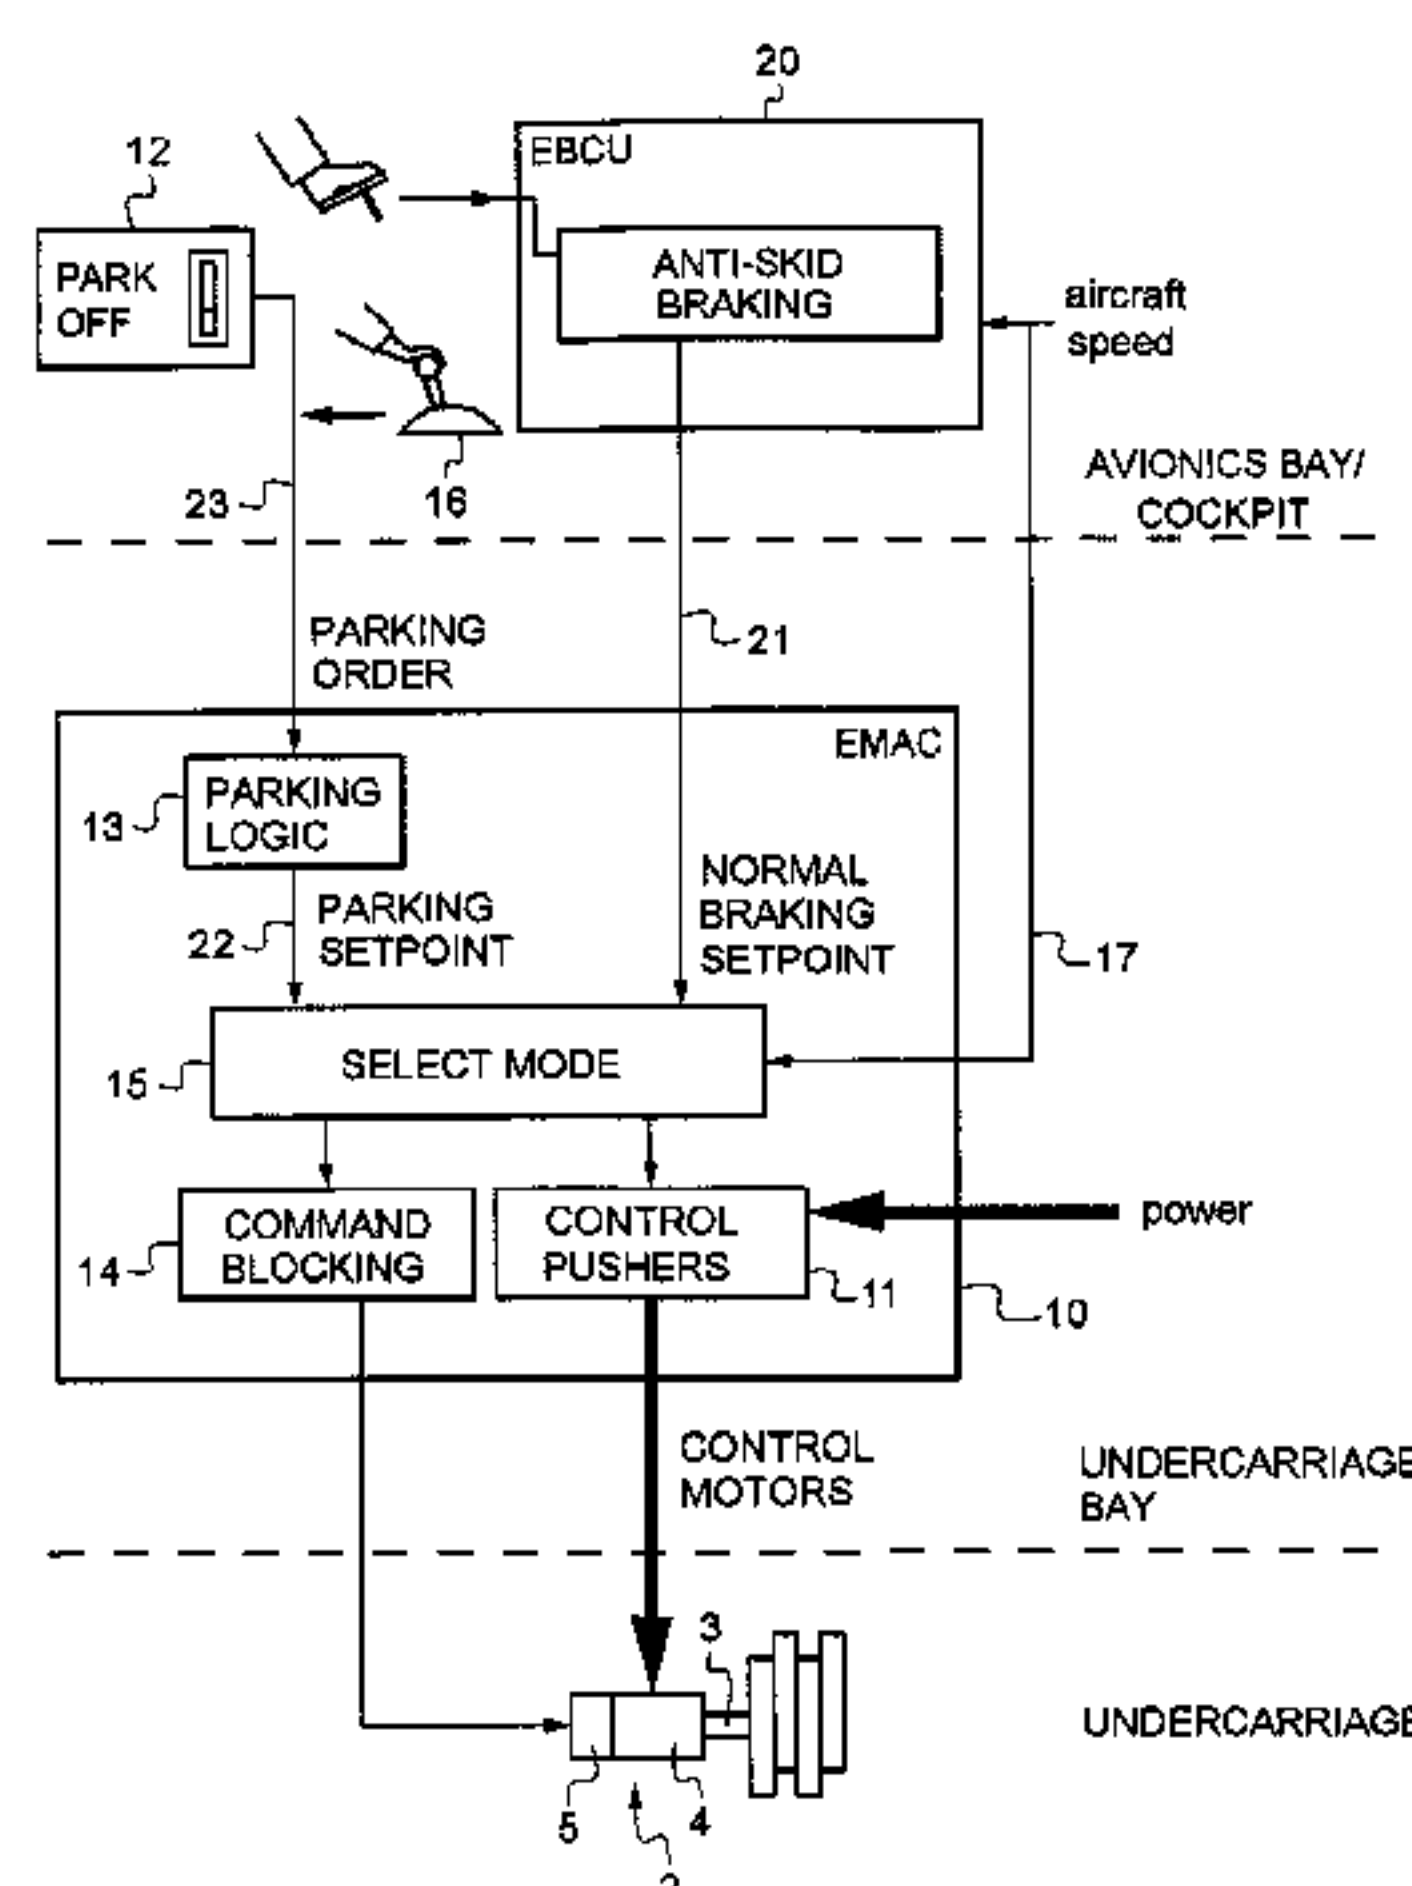 20
12
EBCU
PARK
OFF
ANTI-SKID
BRAKING
aircraft
speed
16
23
AVIONICS BAY/
COCKPIT
PARKING
ORDER
21
EMAC
PARKING
LOGIC
13
NORMAL
BRAKING
SETPOINT
PARKING
SETPOINT
22
17
SELECT MODE
15
COMMAND
BLOCKING
14
CONTROL
PUSHERS
11
power
10
CONTROL
MOTORS
UNDERCARRIAGE
BAY
3
UNDERCARRIAGE
5
4